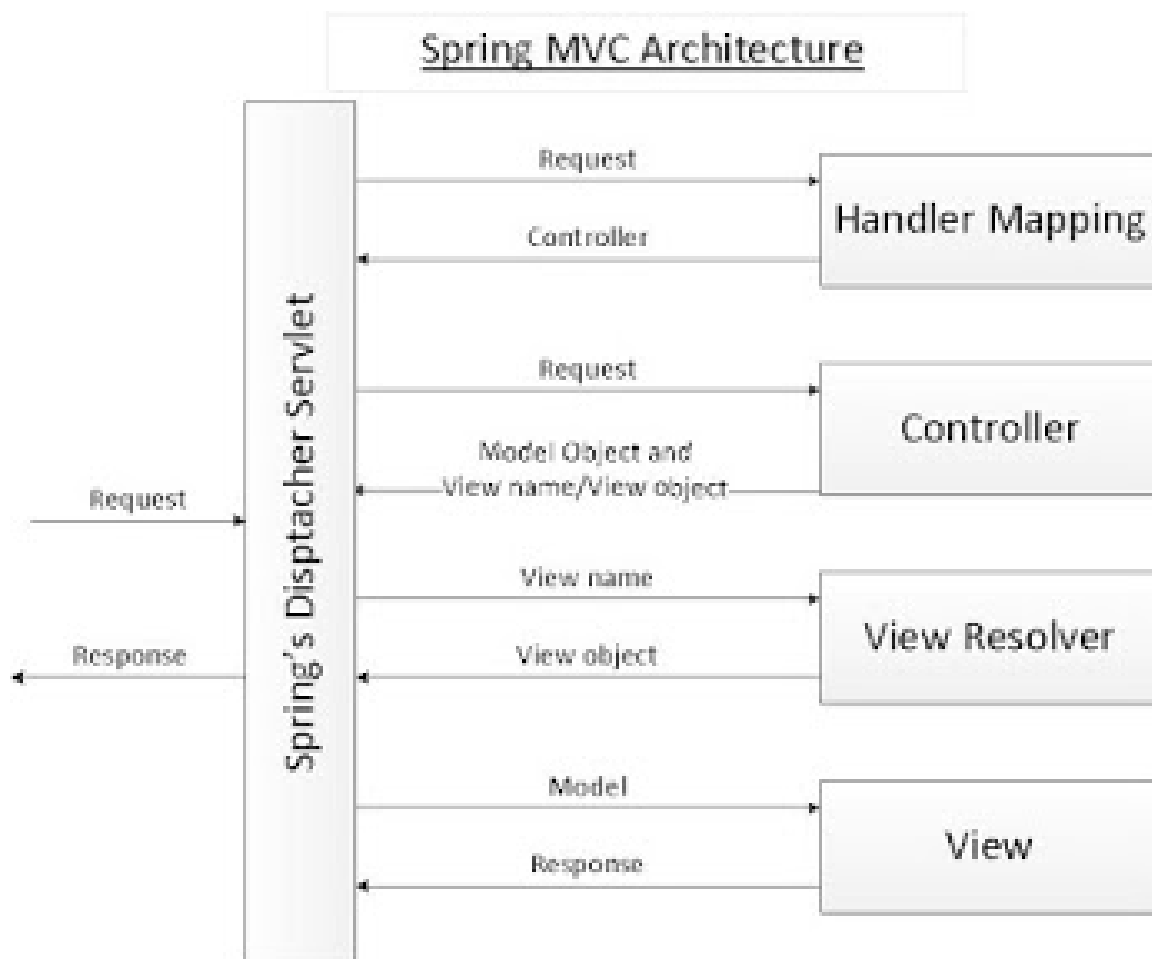 Spring MVC Architecture
Spring's Disptacher Servlet
Request
Response
Request
Controller
Handler Mapping
Request
Model Object and
View name/View object
Controller
View name
View object
View Resolver
Model
Response
View